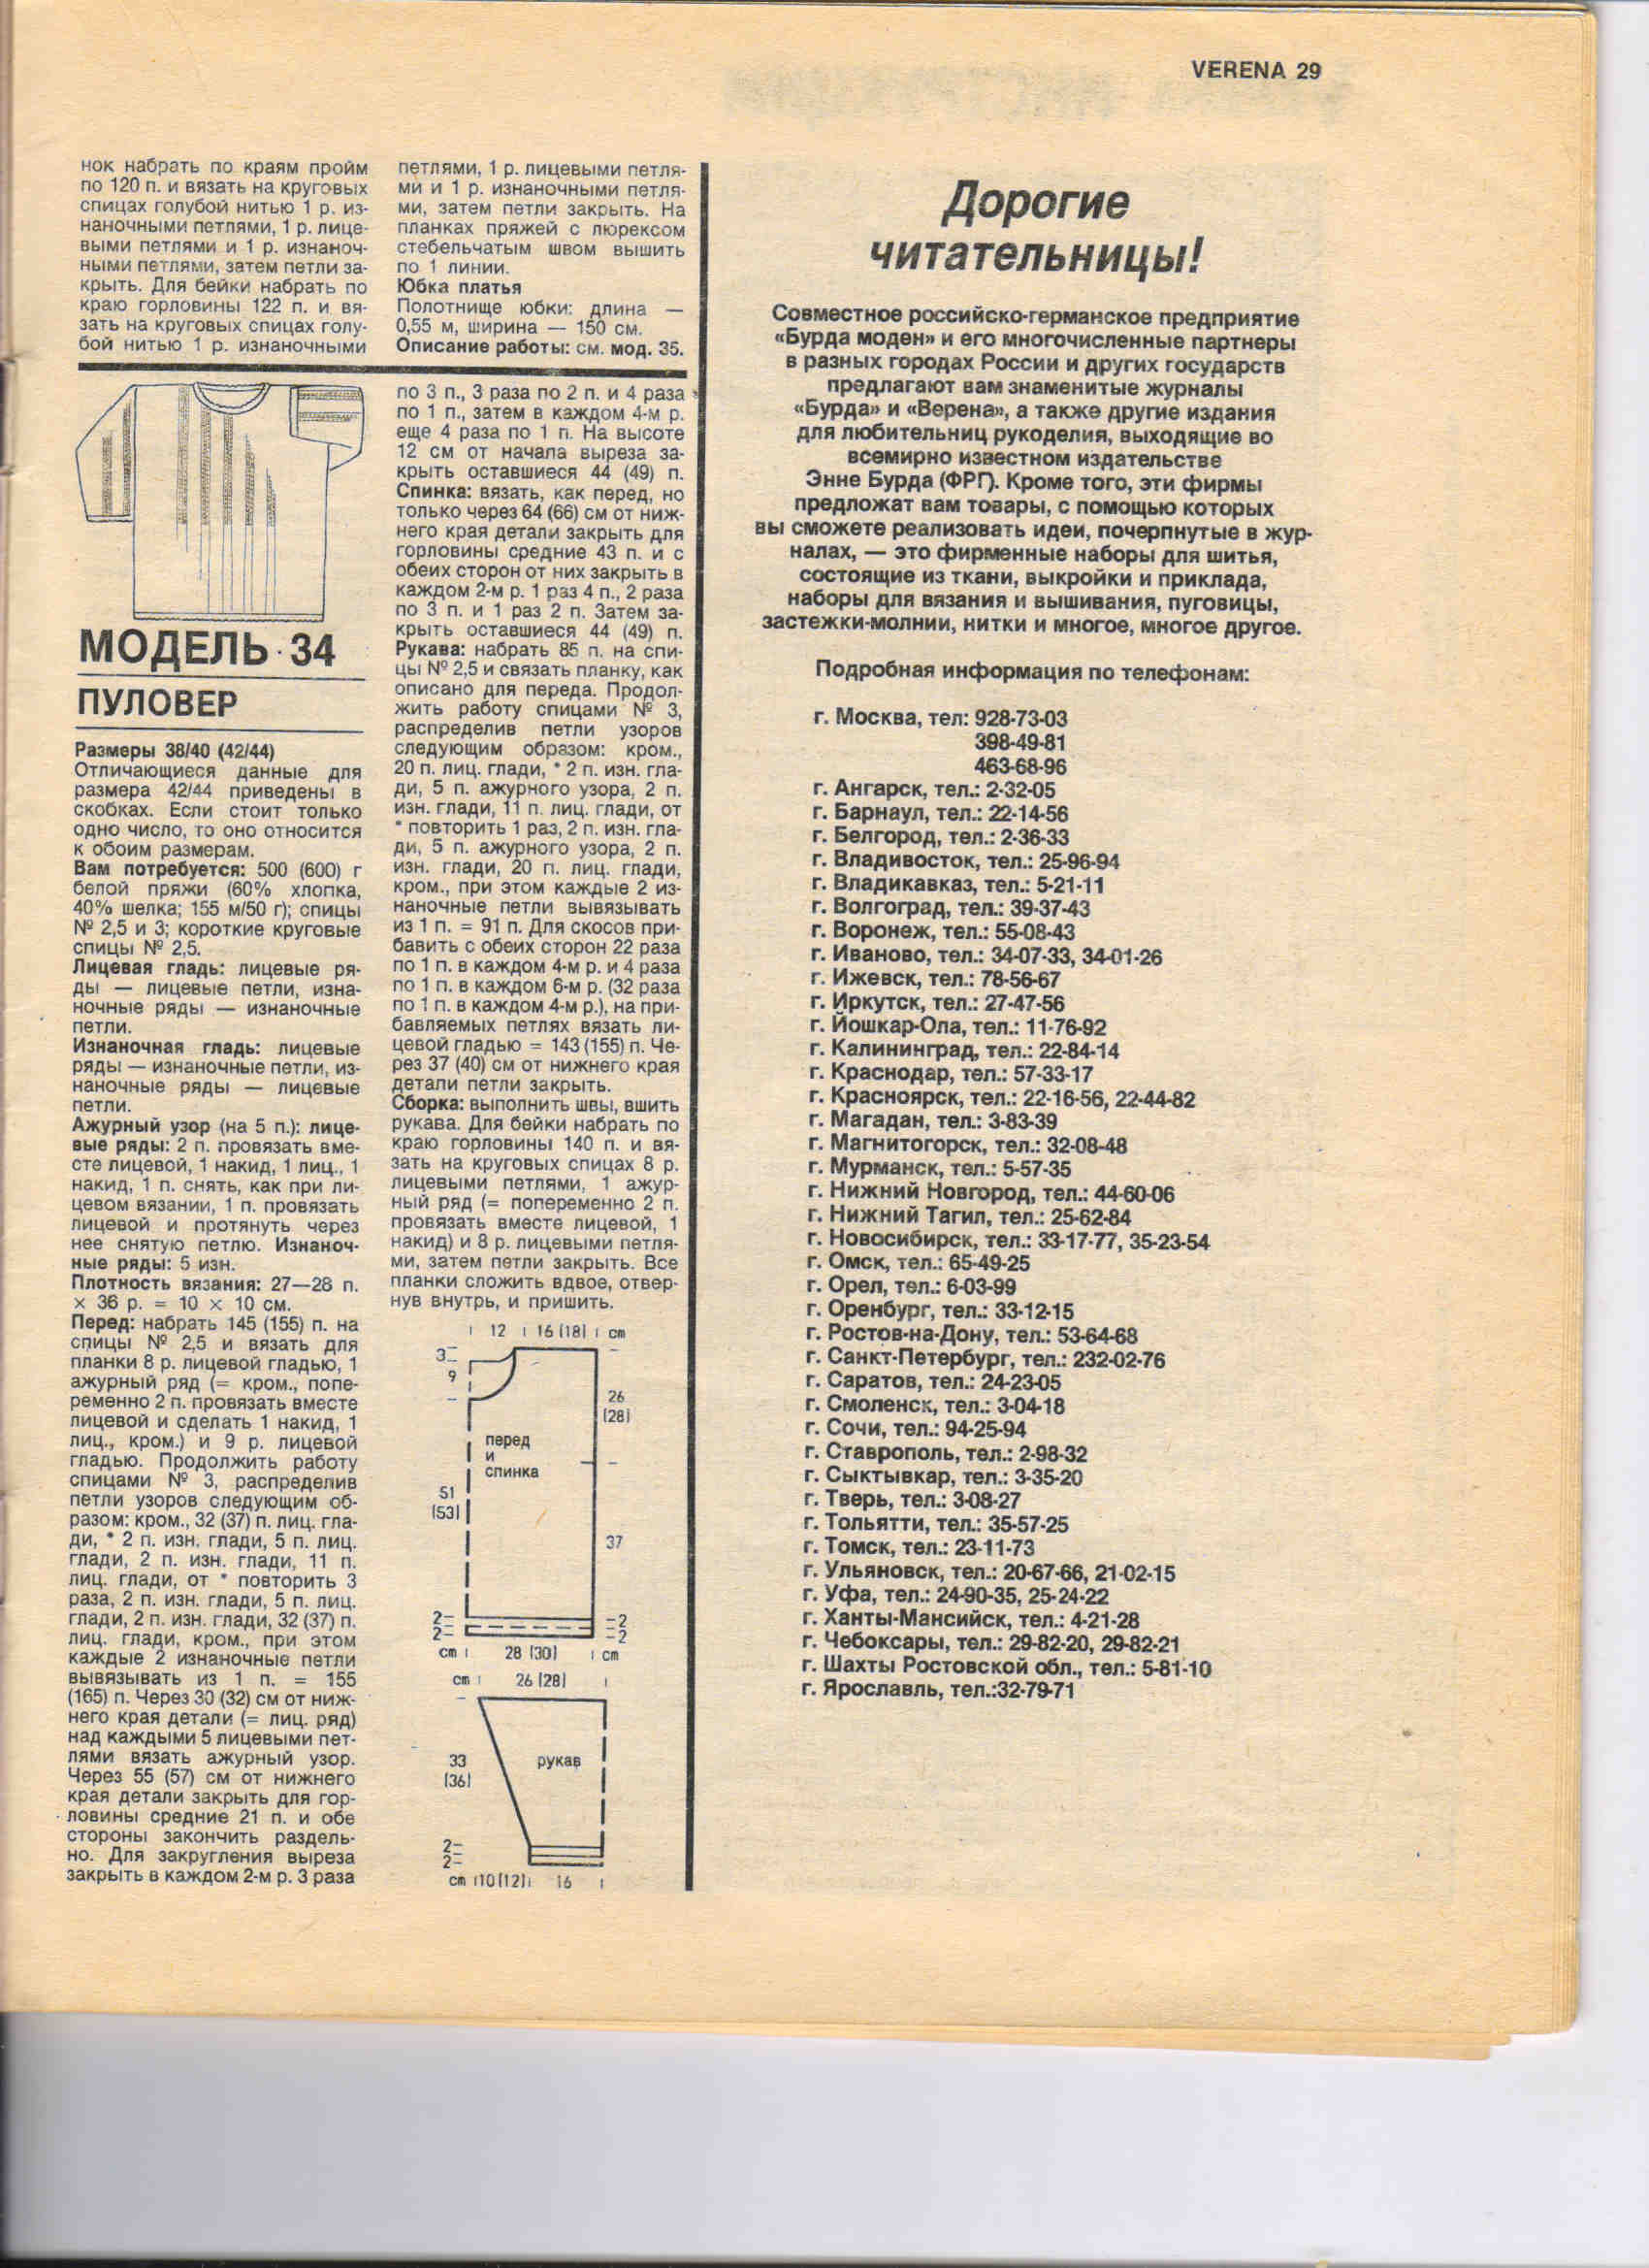 VERENA 29
нок набрать по краям пройм
по 120 п. и вязать на круговых
спицах голубой нитью 1 р. из-
наночными петлями, 1 р. лице-
выми петлями и 1 р. изнаноч-
ными петлями, затем петли за-
крыть. Для бейки набрать по
краю горловины 122 п. и вя-
зать на круговых спицах голу-
бой нитью 1 р. изнаночными
петлями, 1 р. лицевыми петля-
ми и 1 р. изнаночными петля-
ми, затем петли закрыть. На
планках пряжей с люрексом
стебельчатым швом вышить
по 1 линии.
Юбка платья
Полотнище юбки: длина —
0,55 м, ширина — 150 см.
Описание работы: см. мод. 35.
МОДЕЛЬ 34
ПУЛОВЕР
Размеры 38/40 (42/44)
Отличающиеся данные для
размера 42/44 приведены в
скобках. Если стоит только
одно число, то оно относится
к обоим размерам.
Вам потребуется: 500 (600) г
белой пряжи (60% хлопка,
40% шелка; 155 м/50 г); спицы
№ 2,5 и 3; короткие круговые
спицы № 2,5.
Лицевая гладь: лицевые ря-
ды — лицевые петли, изна-
ночные ряды — изнаночные
петли.
Изнаночная гладь: лицевые
ряды — изнаночные петли, из-
наночные ряды — лицевые
петли.
Ажурный узор (на 5 п.): лице-
вые ряды: 2 п. провязать вме-
сте лицевой, 1 накид, 1 лиц., 1
накид, 1 п. снять, как при ли-
цевом вязании, 1 п. провязать
лицевой и протянуть через
нее снятую петлю. Изнаноч-
ные ряды: 5 изн.
Плотность вязания: 27—28 п.
× 36 р. = 10 × 10 см.
Перед: набрать 145 (155) п. на
спицы № 2,5 и вязать для
планки 8 р. лицевой гладью, 1
ажурный ряд (= кром., попе-
ременно 2 п. провязать вместе
лицевой и сделать 1 накид, 1
лиц., кром.) и 9 р. лицевой
гладью. Продолжить работу
спицами № 3, распределив
петли узоров следующим об-
разом: кром., 32 (37) п. лиц. гла-
ди, * 2 п. изн. глади, 5 п. лиц.
глади, 2 п. изн. глади, 11 п.
лиц. глади, от * повторить 3
раза, 2 п. изн. глади, 5 п. лиц.
глади, 2 п. изн. глади, 32 (37) п.
лиц. глади, кром., при этом
каждые 2 изнаночные петли
вывязывать из 1 п. = 155
(165) п. Через 30 (32) см от ниж-
него края детали (= лиц. ряд)
над каждыми 5 лицевыми пет-
лями вязать ажурный узор.
Через 55 (57) см от нижнего
края детали закрыть для гор-
ловины средние 21 п. и обе
стороны закончить раздель-
но. Для закругления выреза
закрыть в каждом 2-м р. 3 раза
по 3 п., 3 раза по 2 п. и 4 раза
по 1 п., затем в каждом 4-м р.
еще 4 раза по 1 п. На высоте
12 см от начала выреза за-
крыть оставшиеся 44 (49) п.
Спинка: вязать, как перед, но
только через 64 (66) см от ниж-
него края детали закрыть для
горловины средние 43 п. и с
обеих сторон от них закрыть в
каждом 2-м р. 1 раз 4 п., 2 раза
по 3 п. и 1 раз 2 п. Затем за-
крыть оставшиеся 44 (49) п.
Рукава: набрать 85 п. на спи-
цы № 2,5 и связать планку, как
описано для переда. Продол-
жить работу спицами № 3,
распределив петли узоров
следующим образом: кром.,
20 п. лиц. глади, * 2 п. изн. гла-
ди, 5 п. ажурного узора, 2 п.
изн. глади, 11 п. лиц. глади, от
* повторить 1 раз, 2 п. изн. гла-
ди, 5 п. ажурного узора, 2 п.
изн. глади, 20 п. лиц. глади,
кром., при этом каждые 2 из-
наночные петли вывязывать
из 1 п. = 91 п. Для скосов при-
бавить с обеих сторон 22 раза
по 1 п. в каждом 4-м р. и 4 раза
по 1 п. в каждом 6-м р. (32 раза
по 1 п. в каждом 4-м р.), на при-
бавляемых петлях вязать ли-
цевой гладью = 143 (155) п. Че-
рез 37 (40) см от нижнего края
детали петли закрыть.
Сборка: выполнить швы, вшить
рукава. Для бейки набрать по
краю горловины 140 п. и вя-
зать на круговых спицах 8 р.
лицевыми петлями, 1 ажур-
ный ряд (= попеременно 2 п.
провязать вместе лицевой, 1
накид) и 8 р. лицевыми петля-
ми, затем петли закрыть. Все
планки сложить вдвое, отвер-
нув внутрь, и пришить.
12 16 (18) cm
3
9
26
(28)
перед
и
спинка
51
(53)
37
2 2
2 2
cm 28 (30) cm
cm 26 (28)
33
(36)
рукав
2
2
cm 10 (12) 16
Дорогие
читательницы!
Совместное российско-германское предприятие
«Бурда моден» и его многочисленные партнеры
в разных городах России и других государств
предлагают вам знаменитые журналы
«Бурда» и «Верена», а также другие издания
для любительниц рукоделия, выходящие во
всемирно известном издательстве
Энне Бурда (ФРГ). Кроме того, эти фирмы
предложат вам товары, с помощью которых
вы сможете реализовать идеи, почерпнутые в жур-
налах, — это фирменные наборы для шитья,
состоящие из ткани, выкройки и приклада,
наборы для вязания и вышивания, пуговицы,
застежки-молнии, нитки и многое, многое другое.
Подробная информация по телефонам:
г. Москва, тел: 928-73-03
398-49-81
463-68-96
г. Ангарск, тел.: 2-32-05
г. Барнаул, тел.: 22-14-56
г. Белгород, тел.: 2-36-33
г. Владивосток, тел.: 25-96-94
г. Владикавказ, тел.: 5-21-11
г. Волгоград, тел.: 39-37-43
г. Воронеж, тел.: 55-08-43
г. Иваново, тел.: 34-07-33, 34-01-26
г. Ижевск, тел.: 78-56-67
г. Иркутск, тел.: 27-47-56
г. Йошкар-Ола, тел.: 11-76-92
г. Калининград, тел.: 22-84-14
г. Краснодар, тел.: 57-33-17
г. Красноярск, тел.: 22-16-56, 22-44-82
г. Магадан, тел.: 3-83-39
г. Магнитогорск, тел.: 32-08-48
г. Мурманск, тел.: 5-57-35
г. Нижний Новгород, тел.: 44-60-06
г. Нижний Тагил, тел.: 25-62-84
г. Новосибирск, тел.: 33-17-77, 35-23-54
г. Омск, тел.: 65-49-25
г. Орел, тел.: 6-03-99
г. Оренбург, тел.: 33-12-15
г. Ростов-на-Дону, тел.: 53-64-68
г. Санкт-Петербург, тел.: 232-02-76
г. Саратов, тел.: 24-23-05
г. Смоленск, тел.: 3-04-18
г. Сочи, тел.: 94-25-94
г. Ставрополь, тел.: 2-98-32
г. Сыктывкар, тел.: 3-35-20
г. Тверь, тел.: 3-08-27
г. Тольятти, тел.: 35-57-25
г. Томск, тел.: 23-11-73
г. Ульяновск, тел.: 20-67-66, 21-02-15
г. Уфа, тел.: 24-90-35, 25-24-22
г. Ханты-Мансийск, тел.: 4-21-28
г. Чебоксары, тел.: 29-82-20, 29-82-21
г. Шахты Ростовской обл., тел.: 5-81-10
г. Ярославль, тел.:32-79-71